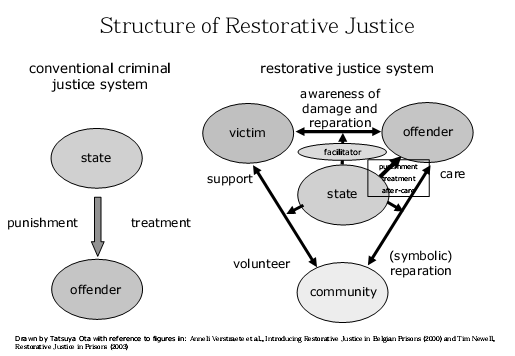 Structure of Restorative Justice
conventional criminal
justice system
state
punishment
treatment
offender
restorative justice system
awareness of
damage and
reparation
victim
offender
facilitator
support
punishment
treatment
after-care
care
state
volunteer
(symbolic)
reparation
community
Drawn by Tatsuya Ota with reference to figures in: Anneli Verstraete et al., Introducing Restorative Justice in Belgian Prisons (2000) and Tim Newell,
Restorative Justice in Prisons (2003)